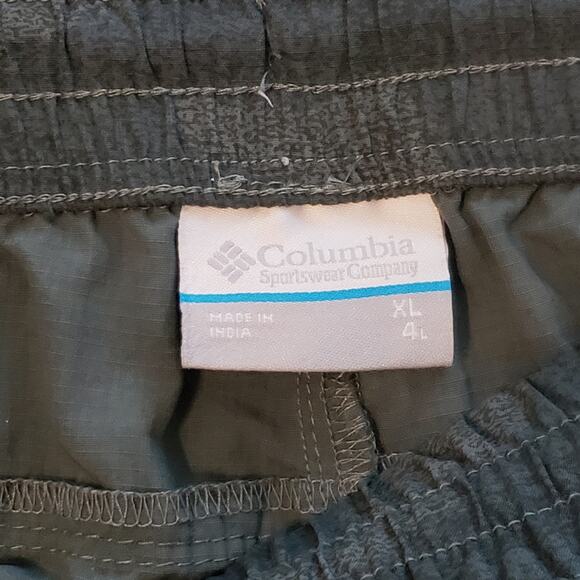 Columbia
Sportswear Company
MADE IN
INDIA
XL
4L